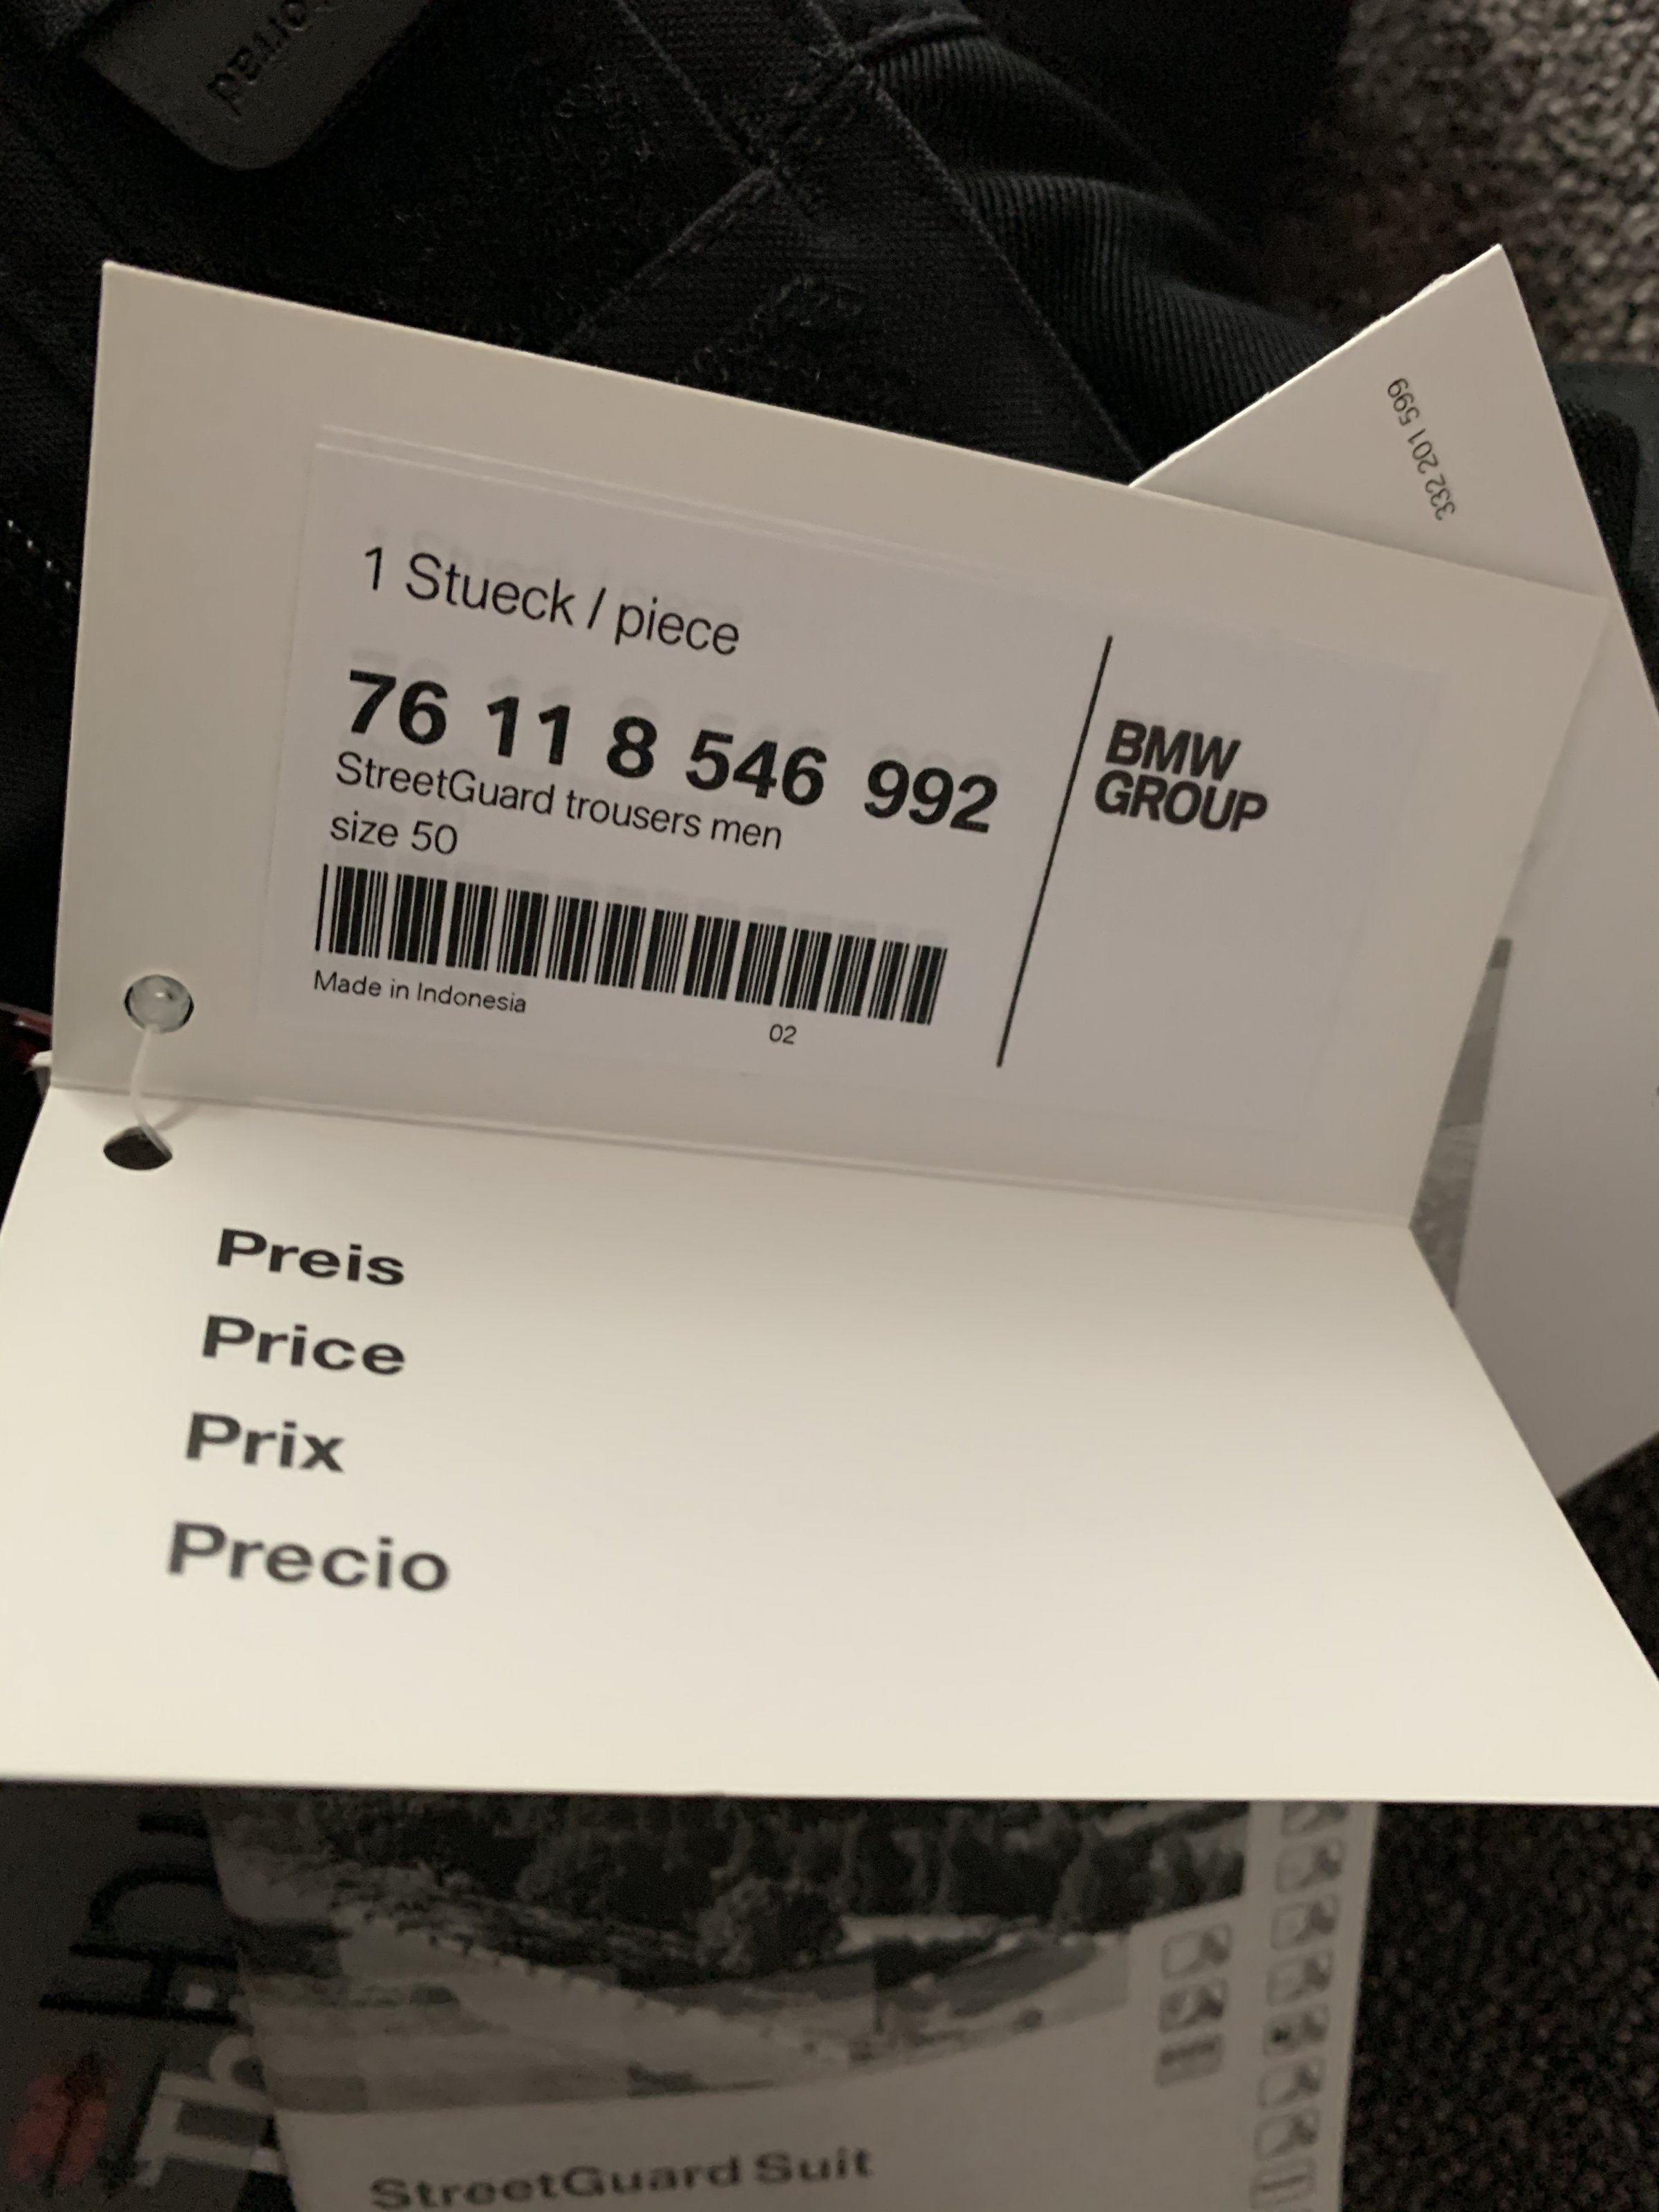 332 201 599
1 Stueck / piece
76 11 8 546 992
StreetGuard trousers men
size 50
Made in Indonesia
02
BMW
GROUP
Preis
Price
Prix
Precio
StreetGuard Suit